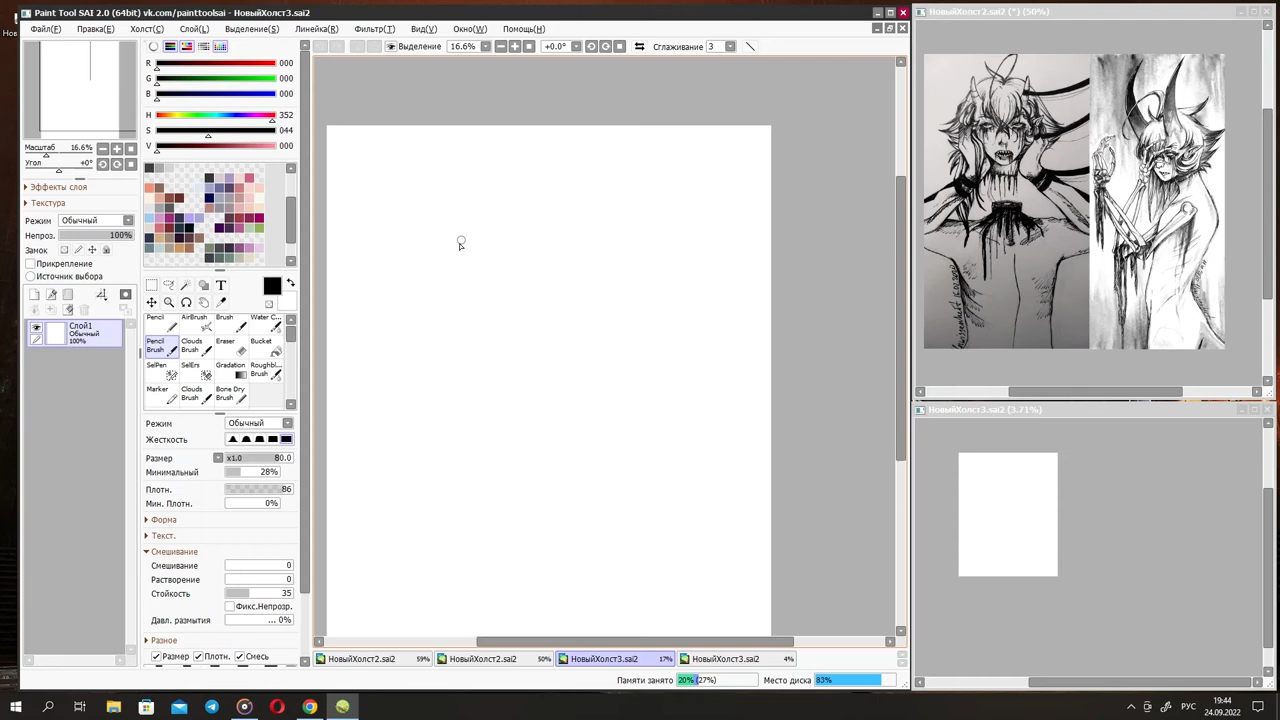 Paint Tool SAI 2.0 (64bit) vk.com/painttoolsai - НовыйХолст3.sai2
Файл(F) Правка(E) Холст(C) Слой(L) Выделение(S) Линейка(R) Фильтр(T) Вид(V) Окно(W) Помощь(H)
Выделение 16.6% +0.0° Сглаживание 3
R 000
G 000
B 000
H 352
S 044
V 000
Масштаб 16.6%
Угол +0°
Эффекты слоя
Текстура
Режим Обычный
Непроз. 100%
Замок
Прикрепление
Источник выбора
Слой1
Обычный
100%
T
Pencil AirBrush Brush Water C...
Pencil Brush Clouds Brush Eraser Bucket
SelPen SelErs Gradation Roughbl... Brush
Marker Clouds Brush Bone Dry Brush
Режим Обычный
Жесткость
Размер x1.0 80.0
Минимальный 28%
Плотн. 86
Мин. Плотн. 0%
Форма
Текст.
Смешивание
Смешивание 0
Растворение 0
Стойкость 35
Фикс.Непрозр.
Давл. размытия ... 0%
Разное
Размер Плотн. Смесь
НовыйХолст2.sai2 59% НовыйХолст2.sai2 50% НовыйХолст3.sai2 17% НовыйХолст3.sai2 4%
Памяти занято 20% (27%) Место диска 83%
НовыйХолст2.sai2 (*) (50%)
НовыйХолст3.sai2 (3.71%)
РУС
19:44
24.09.2022